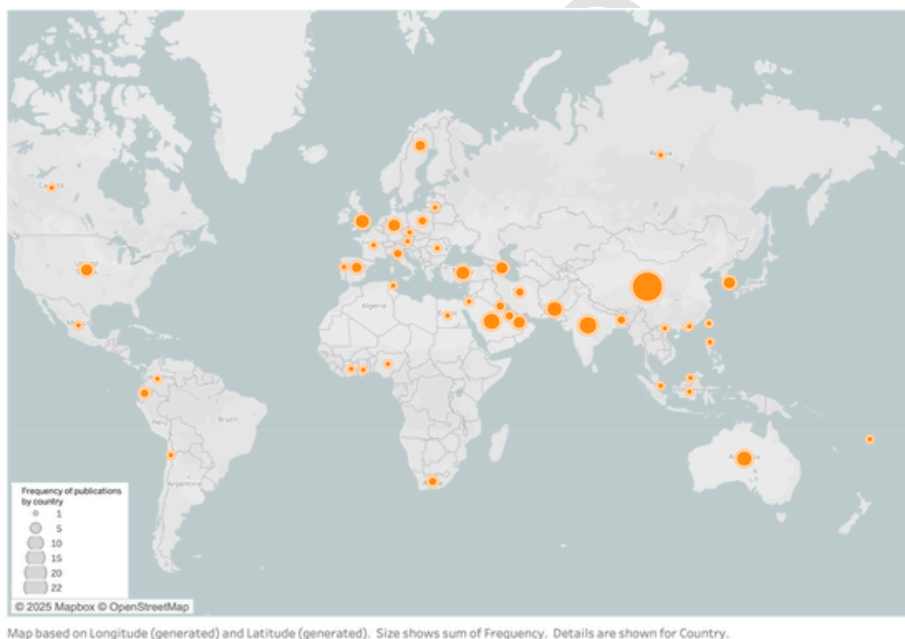 Algeria
Peru
Brazil
Argentina
Frequency of publications
by country
1
5
10
15
20
22
© 2025 Mapbox © OpenStreetMap
Map based on Longitude (generated) and Latitude (generated). Size shows sum of Frequency. Details are shown for Country.